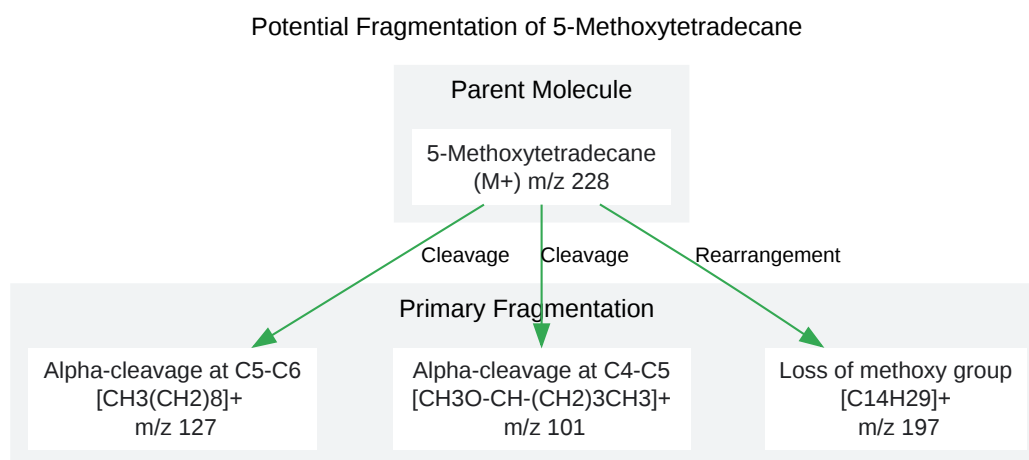 Potential Fragmentation of 5-Methoxytetradecane
Parent Molecule
5-Methoxytetradecane
(M+) m/z 228
Cleavage
Cleavage
Rearrangement
Primary Fragmentation
Alpha-cleavage at C5-C6
[CH3(CH2)8]+
m/z 127
Alpha-cleavage at C4-C5
[CH3O-CH-(CH2)3CH3]+
m/z 101
Loss of methoxy group
[C14H29]+
m/z 197